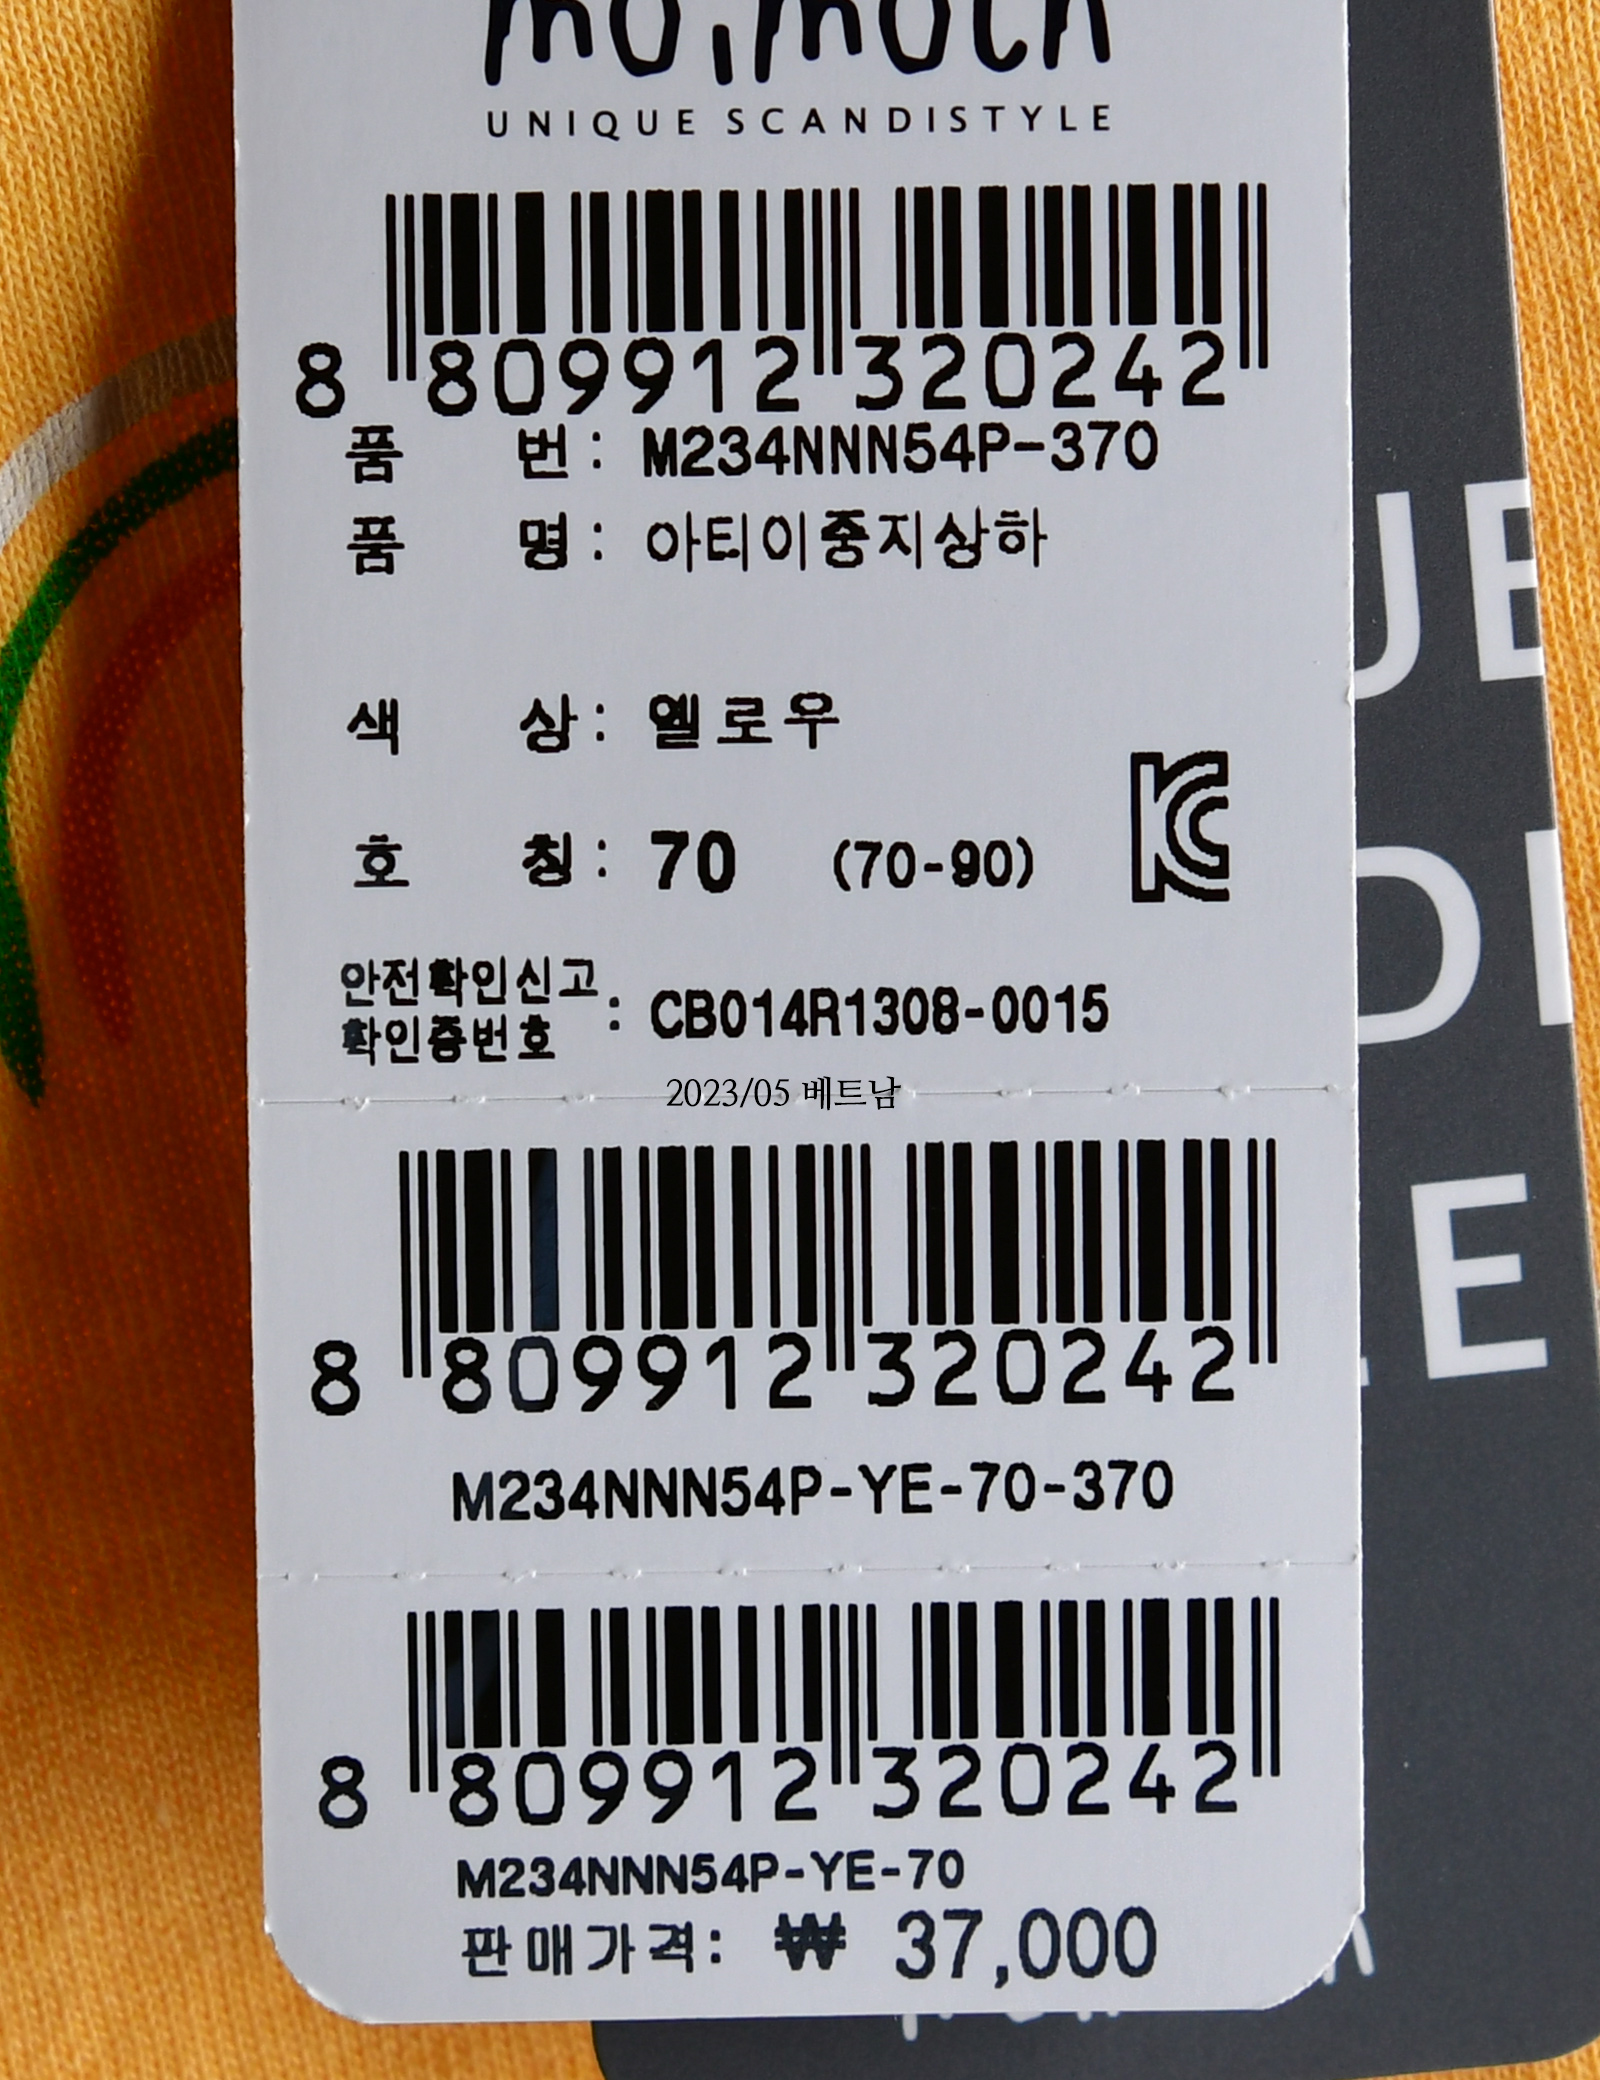 moimoln
UNIQUE SCANDISTYLE
8 809912 320242
품 번 : M234NNN54P-370
품 명 : 아티이중지상하
색 상 : 옐로우
호 칭 : 70 (70-90)
안전확인신고
확인증번호 : CB014R1308-0015
2023/05 베트남
8 809912 320242
M234NNN54P-YE-70-370
8 809912 320242
M234NNN54P-YE-70
판매가격: ₩ 37,000
UE
DI
LE